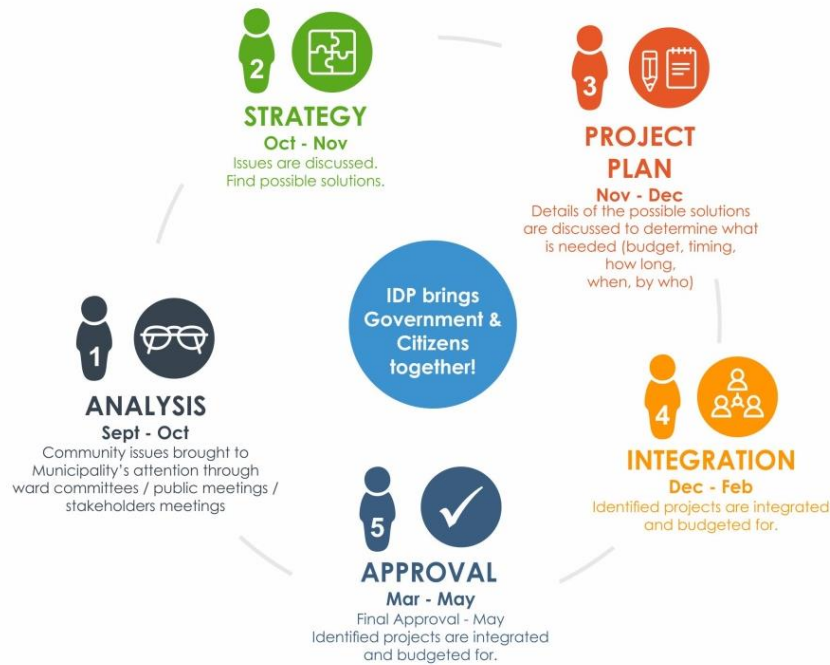 1
ANALYSIS
Sept - Oct
Community issues brought to
Municipality's attention through
ward committees / public meetings /
stakeholders meetings
2
STRATEGY
Oct - Nov
Issues are discussed.
Find possible solutions.
3
PROJECT
PLAN
Nov - Dec
Details of the possible solutions
are discussed to determine what
is needed (budget, timing,
how long,
when, by who)
4
INTEGRATION
Dec - Feb
Identified projects are integrated
and budgeted for.
5
APPROVAL
Mar - May
Final Approval - May
Identified projects are integrated
and budgeted for.
IDP brings
Government &
Citizens
together!